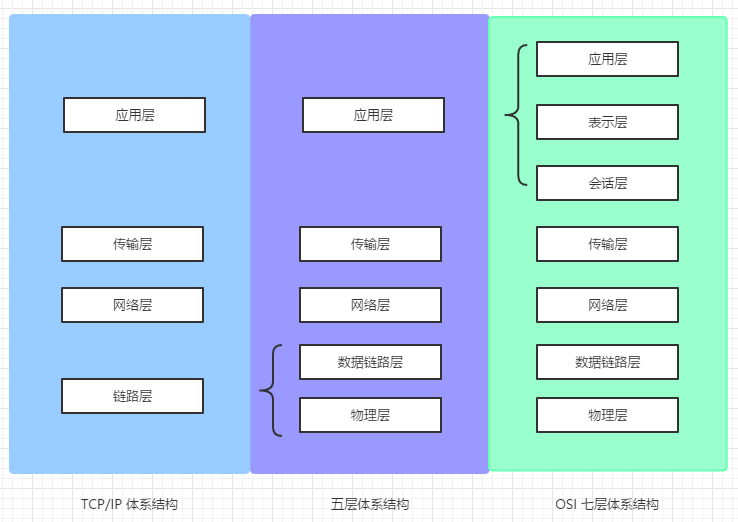 应用层
传输层
网络层
链路层
TCP/IP 体系结构
应用层
传输层
网络层
数据链路层
物理层
五层体系结构
应用层
表示层
会话层
传输层
网络层
数据链路层
物理层
OSI 七层体系结构